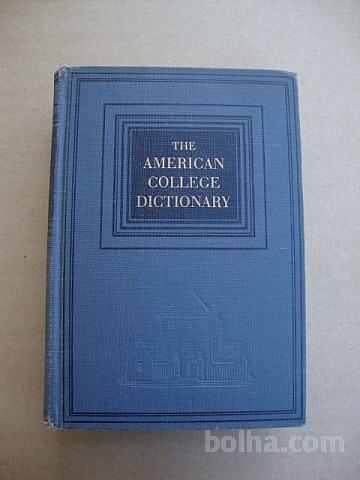 THE
AMERICAN
COLLEGE
DICTIONARY
bolha.com